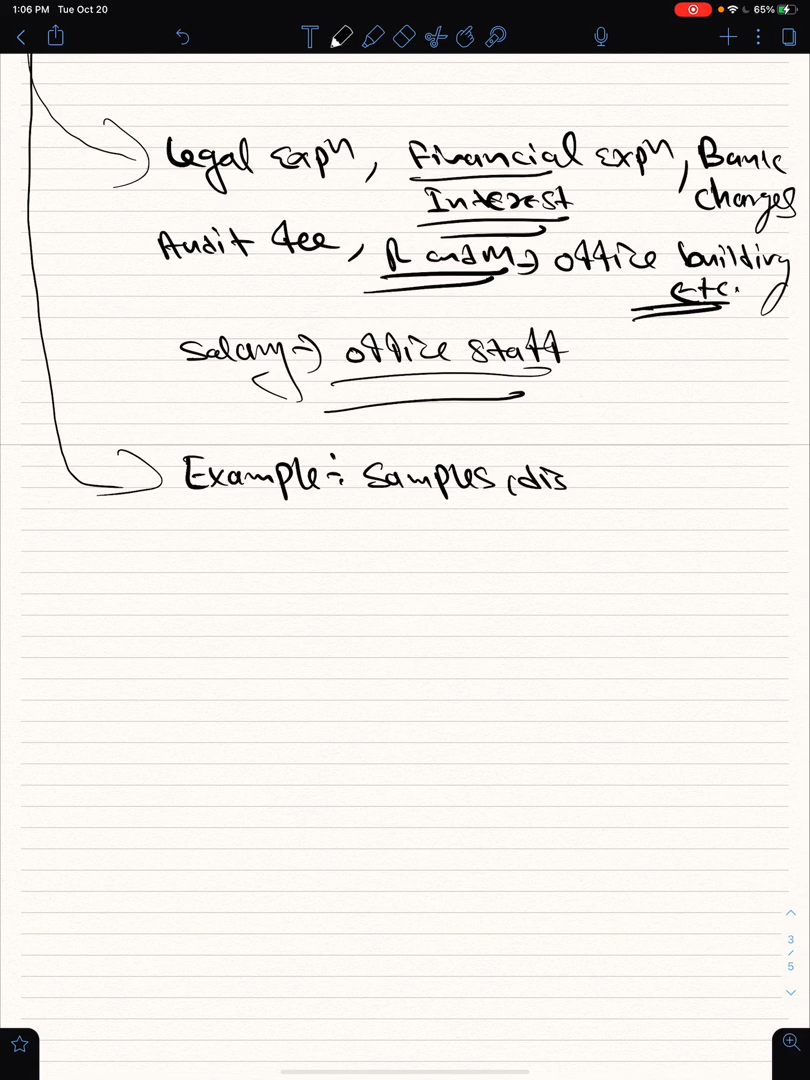 1:06 PM Tue Oct 20 65%
Legal Expn, Financial Expn, Bank
Interest charges
Audit fee, R and M → office building
etc.
Salary → office staff
Example :- Samples, dis
3
/
5